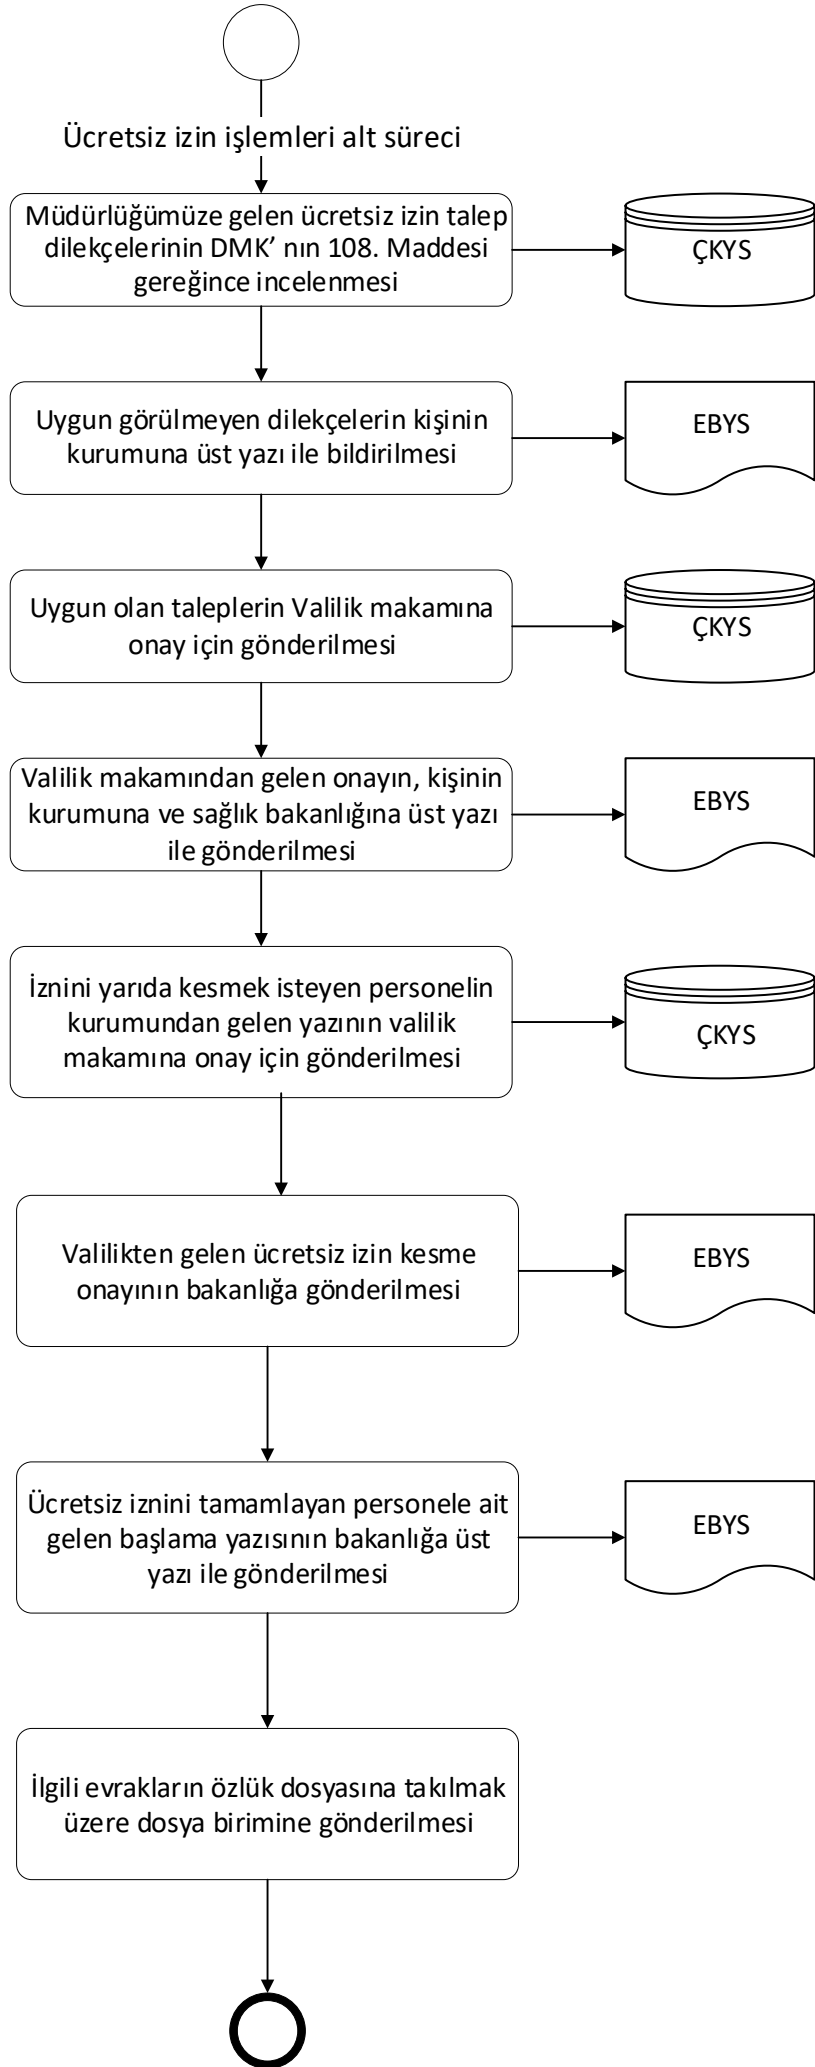 Ücretsiz izin işlemleri alt süreci
Müdürlüğümüze gelen ücretsiz izin talep
dilekçelerinin DMK’ nın 108. Maddesi
gereğince incelenmesi
ÇKYS
Uygun görülmeyen dilekçelerin kişinin
kurumuna üst yazı ile bildirilmesi
EBYS
Uygun olan taleplerin Valilik makamına
onay için gönderilmesi
ÇKYS
Valilik makamından gelen onayın, kişinin
kurumuna ve sağlık bakanlığına üst yazı
ile gönderilmesi
EBYS
İznini yarıda kesmek isteyen personelin
kurumundan gelen yazının valilik
makamına onay için gönderilmesi
ÇKYS
Valilikten gelen ücretsiz izin kesme
onayının bakanlığa gönderilmesi
EBYS
Ücretsiz iznini tamamlayan personele ait
gelen başlama yazısının bakanlığa üst
yazı ile gönderilmesi
EBYS
İlgili evrakların özlük dosyasına takılmak
üzere dosya birimine gönderilmesi